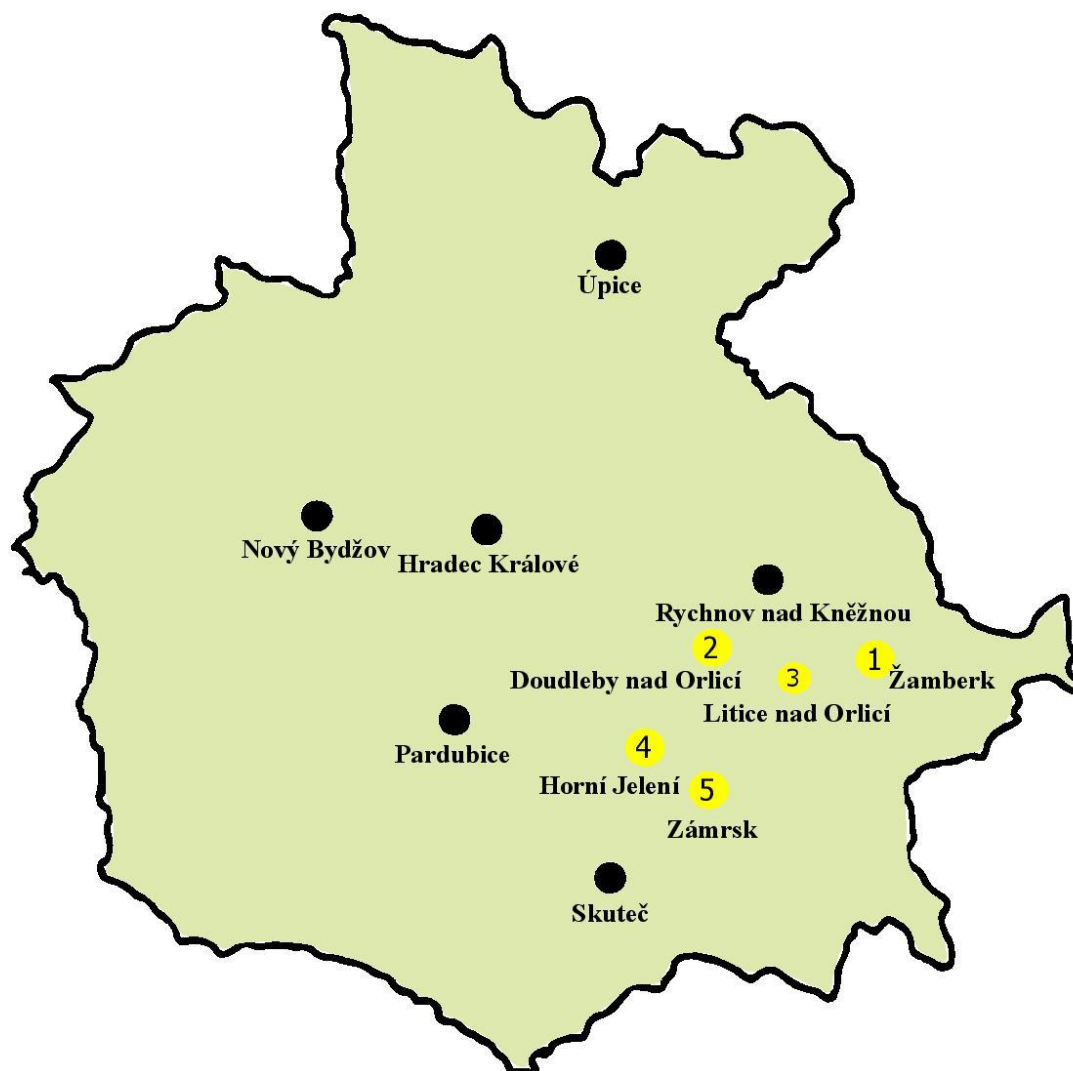 Úpice
Nový Bydžov
Hradec Králové
Rychnov nad Kněžnou
2
Doudleby nad Orlicí
3
Litice nad Orlicí
1
Žamberk
Pardubice
4
Horní Jelení
5
Zámrsk
Skuteč